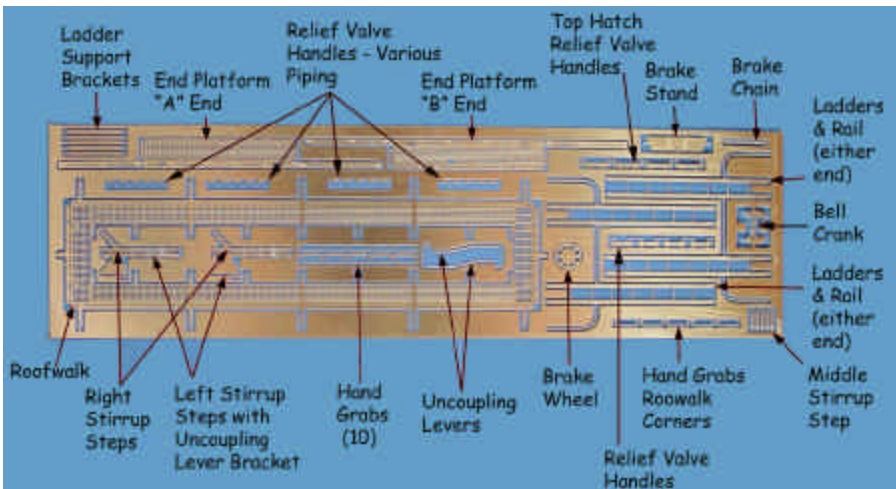 Ladder
Support
Brackets
End Platform
"A" End
Relief Valve
Handles - Various
Piping
End Platform
"B" End
Top Hatch
Relief Valve
Handles
Brake
Stand
Brake
Chain
Ladders
& Rail
(either
end)
Bell
Crank
Ladders
& Rail
(either
end)
Roofwalk
Right
Stirrup
Steps
Left Stirrup
Steps with
Uncoupling
Lever Bracket
Hand
Grabs
(10)
Uncoupling
Levers
Brake
Wheel
Hand Grabs
Roowalk
Corners
Middle
Stirrup
Step
Relief Valve
Handles